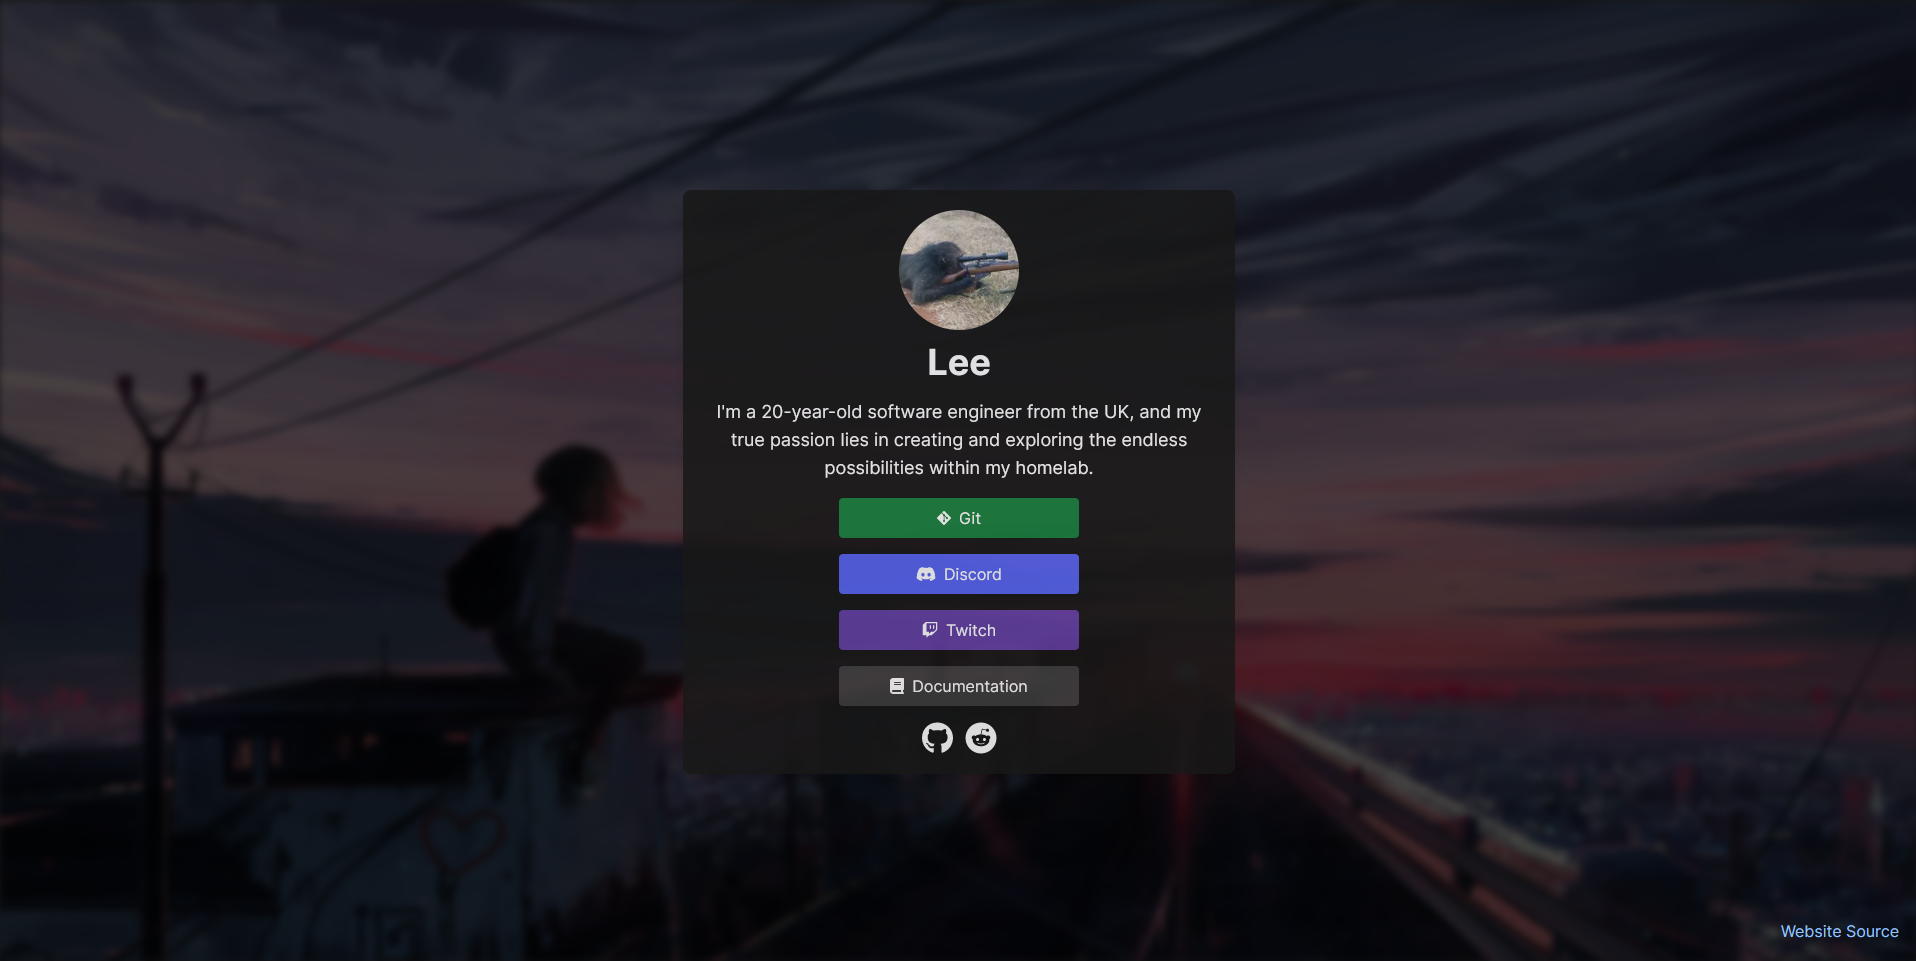 Lee
I'm a 20-year-old software engineer from the UK, and my
true passion lies in creating and exploring the endless
possibilities within my homelab.
Git
Discord
Twitch
Documentation
Website Source